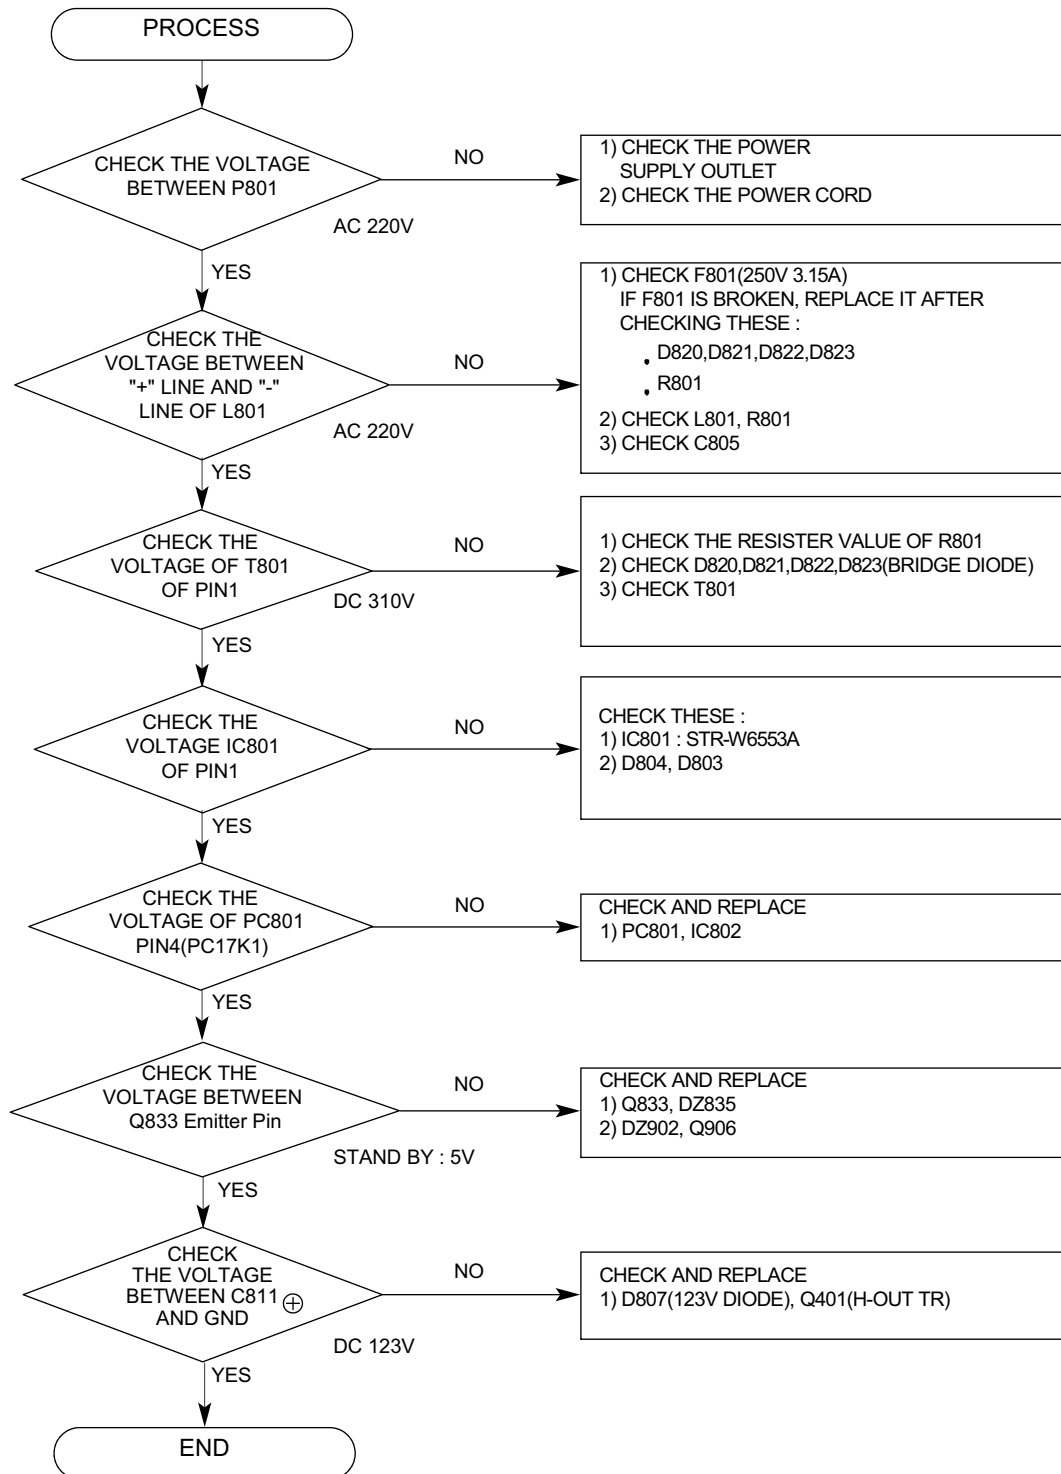 PROCESS
CHECK THE VOLTAGE
BETWEEN P801
NO
AC 220V
1) CHECK THE POWER
SUPPLY OUTLET
2) CHECK THE POWER CORD
YES
CHECK THE
VOLTAGE BETWEEN
"+" LINE AND "-"
LINE OF L801
NO
AC 220V
1) CHECK F801(250V 3.15A)
IF F801 IS BROKEN, REPLACE IT AFTER
CHECKING THESE :
. D820,D821,D822,D823
. R801
2) CHECK L801, R801
3) CHECK C805
YES
CHECK THE
VOLTAGE OF T801
OF PIN1
NO
DC 310V
1) CHECK THE RESISTER VALUE OF R801
2) CHECK D820,D821,D822,D823(BRIDGE DIODE)
3) CHECK T801
YES
CHECK THE
VOLTAGE IC801
OF PIN1
NO
CHECK THESE :
1) IC801 : STR-W6553A
2) D804, D803
YES
CHECK THE
VOLTAGE OF PC801
PIN4(PC17K1)
NO
CHECK AND REPLACE
1) PC801, IC802
YES
CHECK THE
VOLTAGE BETWEEN
Q833 Emitter Pin
NO
STAND BY : 5V
CHECK AND REPLACE
1) Q833, DZ835
2) DZ902, Q906
YES
CHECK
THE VOLTAGE
BETWEEN C811 ⊕
AND GND
NO
DC 123V
CHECK AND REPLACE
1) D807(123V DIODE), Q401(H-OUT TR)
YES
END